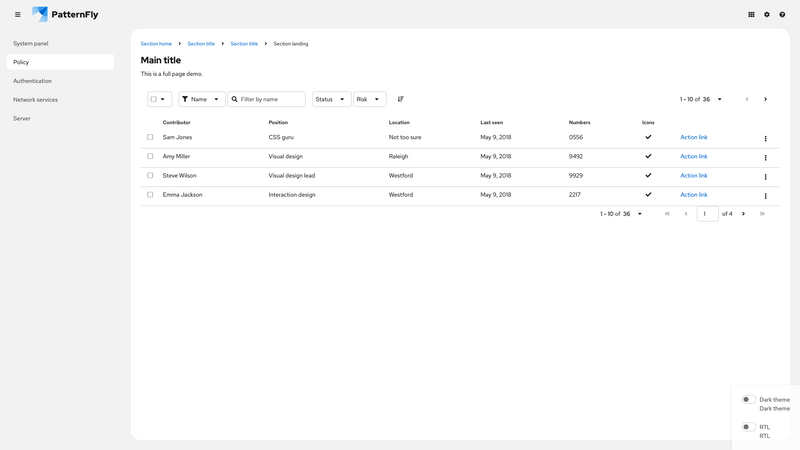 PatternFly
System panel
Policy
Authentication
Network services
Server
Section home Section title Section title Section landing
Main title
This is a full page demo.
Name Filter by name Status Risk 1 - 10 of 36
Contributor Position Location Last seen Numbers Icons
Sam Jones CSS guru Not too sure May 9, 2018 0556 Action link
Amy Miller Visual design Raleigh May 9, 2018 9492 Action link
Steve Wilson Visual design lead Westford May 9, 2018 9929 Action link
Emma Jackson Interaction design Westford May 9, 2018 2217 Action link
1 - 10 of 36 1 of 4
Dark theme
Dark theme
RTL
RTL